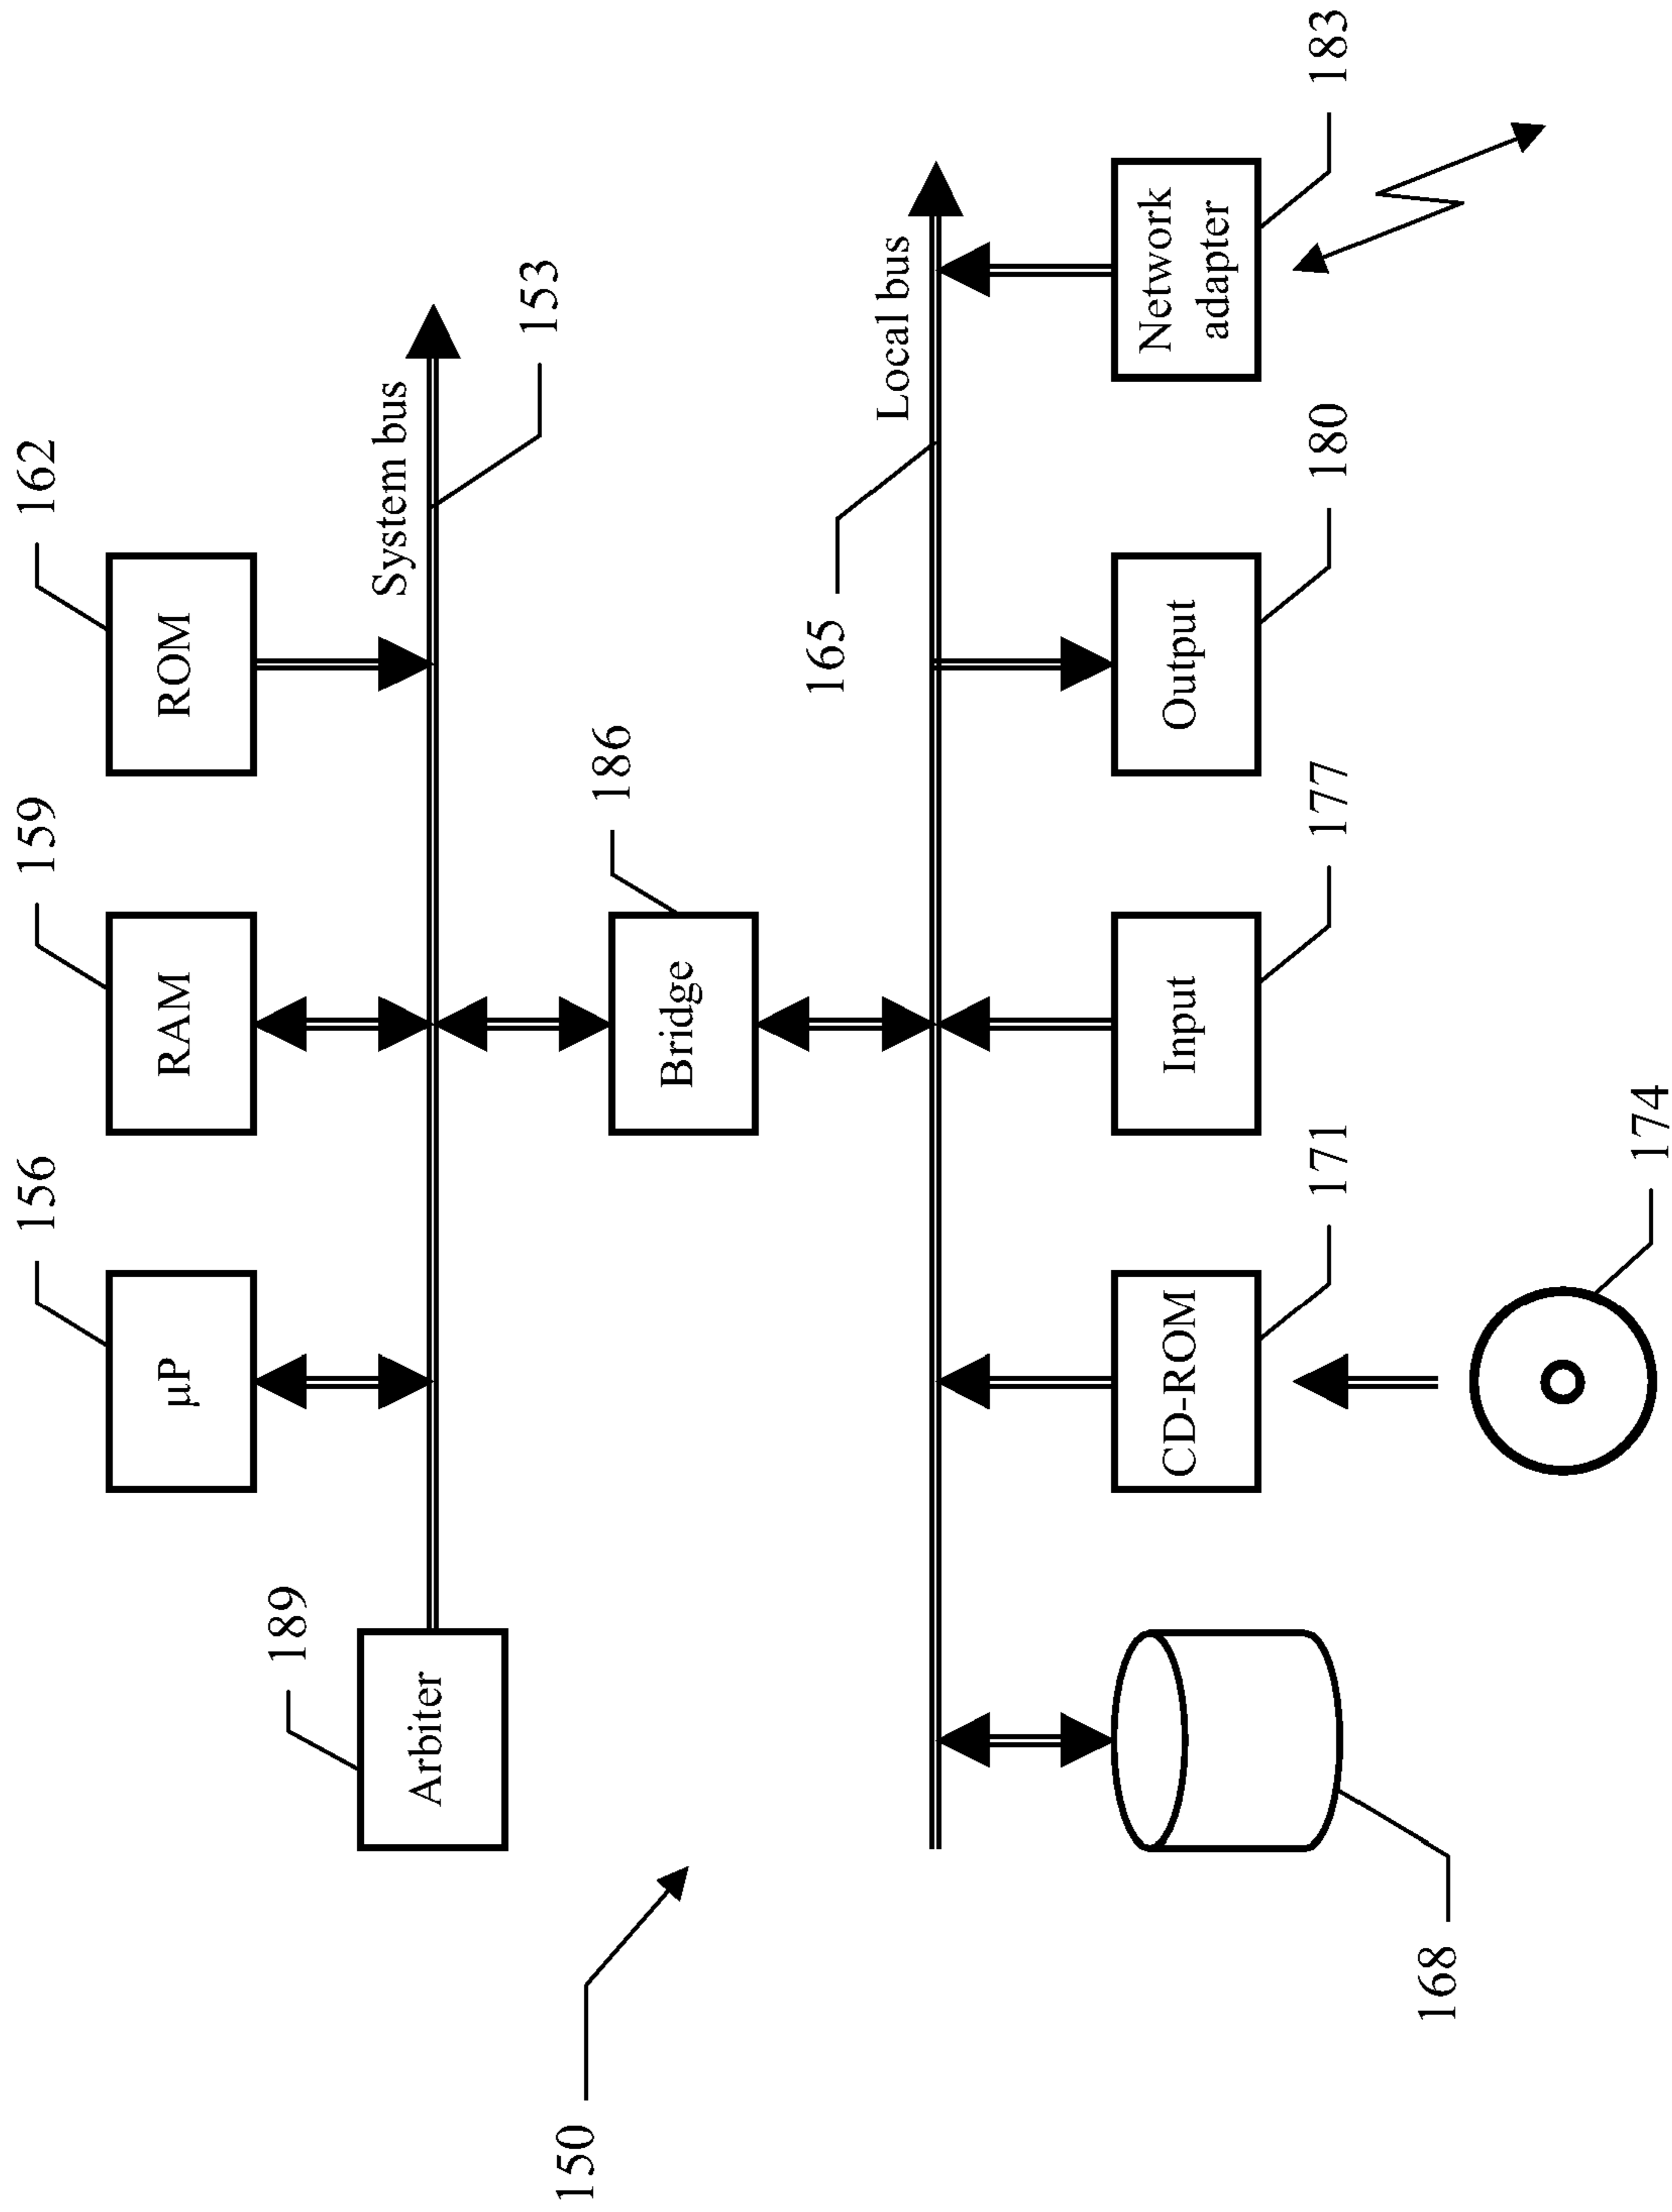 156
159
162
µP
RAM
ROM
189
Arbiter
System bus
153
150
186
Bridge
165
Local bus
CD-ROM
Input
Output
Network
adapter
168
171
177
180
183
174